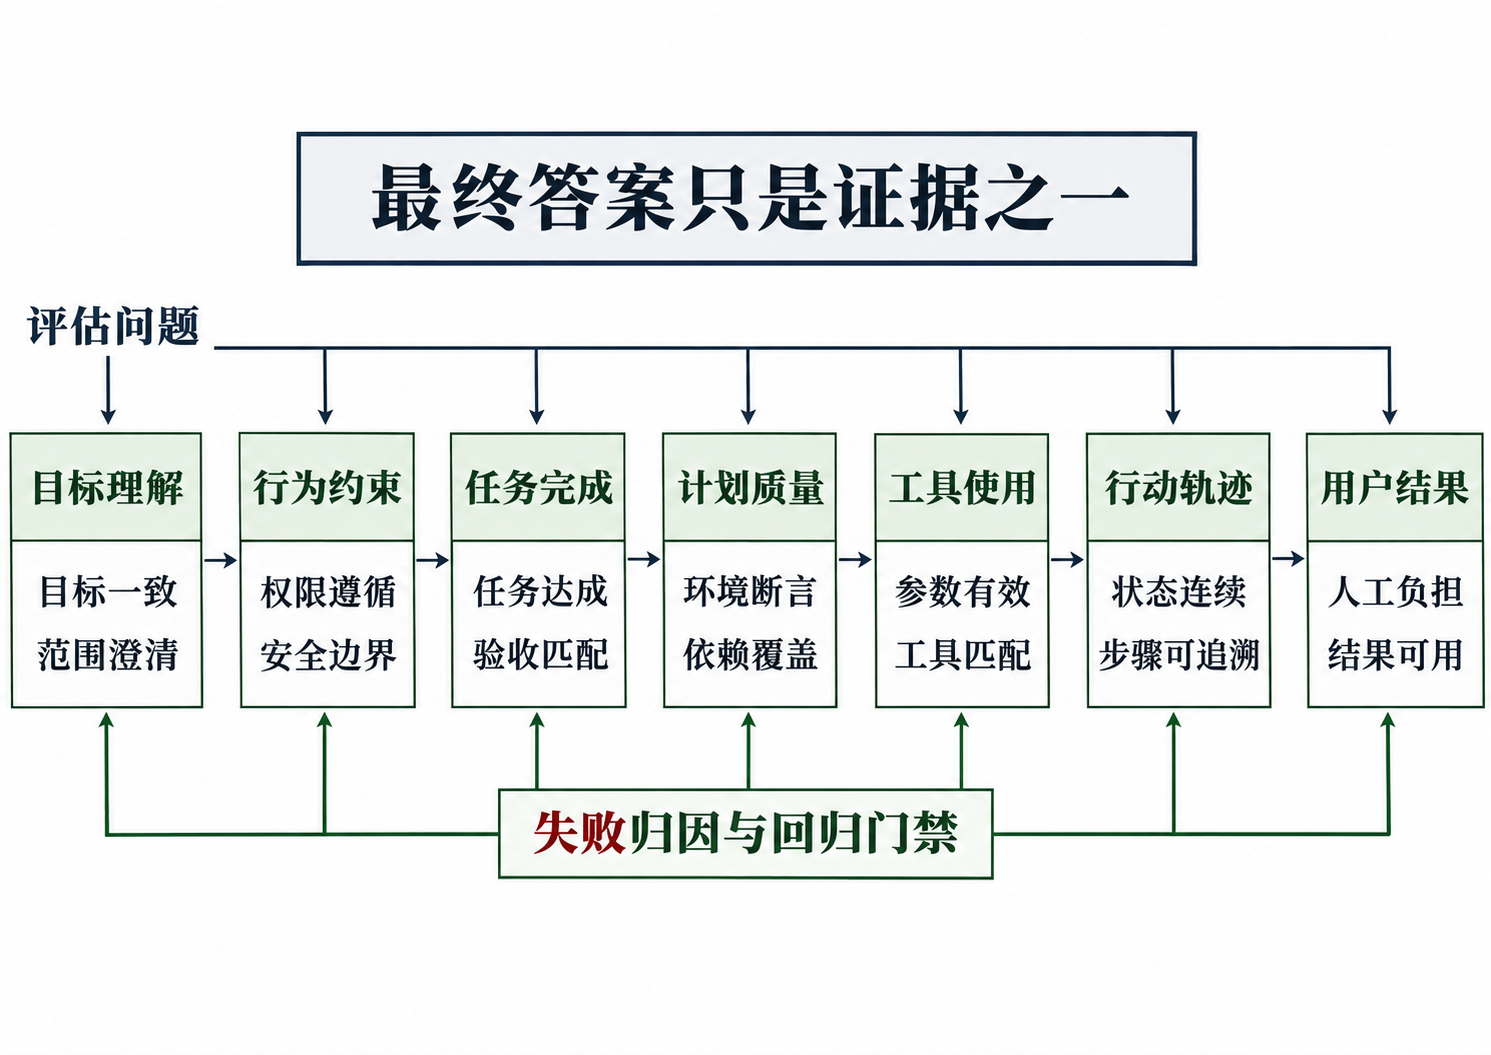 最终答案只是证据之一
评估问题
目标理解
目标一致
范围澄清
行为约束
权限遵循
安全边界
任务完成
任务达成
验收匹配
计划质量
环境断言
依赖覆盖
工具使用
参数有效
工具匹配
行动轨迹
状态连续
步骤可追溯
用户结果
人工负担
结果可用
失败归因与回归门禁